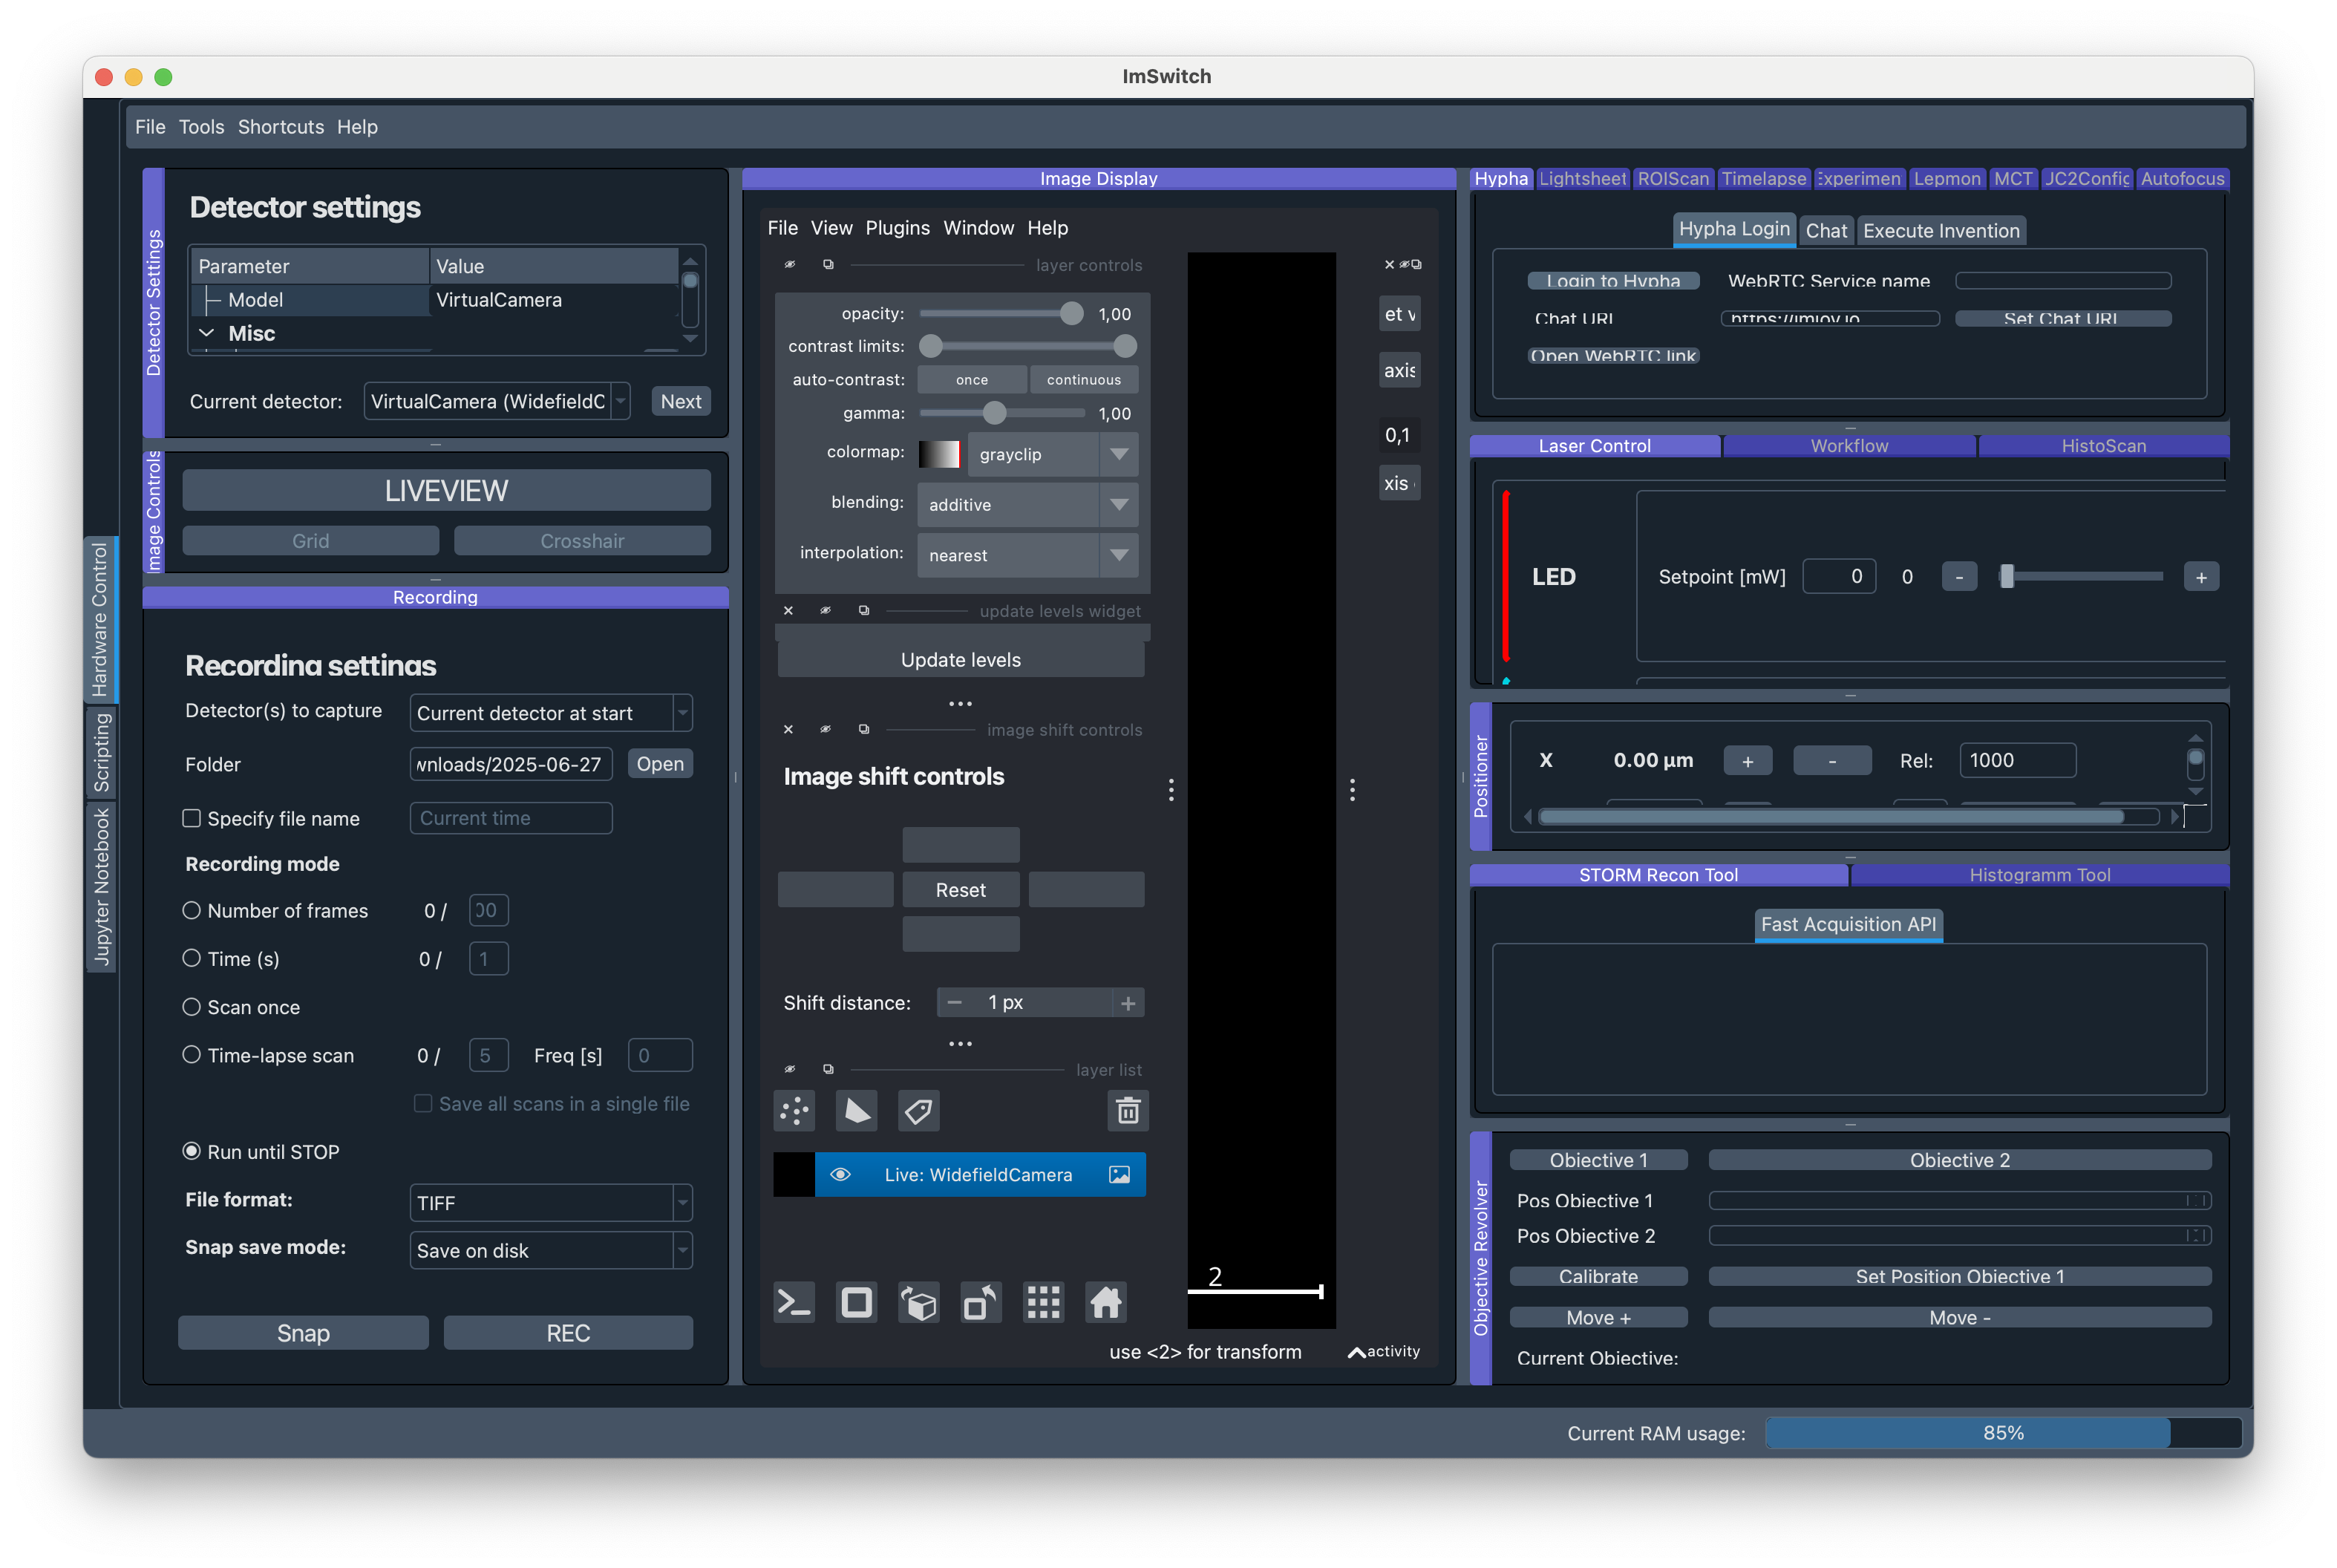 ImSwitch
File Tools Shortcuts Help
Hardware Control
Scripting
Jupyter Notebook
Detector Settings
Detector settings
Parameter Value
Model VirtualCamera
Misc
Current detector: VirtualCamera (WidefieldC Next
Image Controls
LIVEVIEW
Grid Crosshair
Recording
Recording settings
Detector(s) to capture Current detector at start
Folder wnloads/2025-06-27 Open
Specify file name Current time
Recording mode
Number of frames 0 / 00
Time (s) 0 / 1
Scan once
Time-lapse scan 0 / 5 Freq [s] 0
Save all scans in a single file
Run until STOP
File format: TIFF
Snap save mode: Save on disk
Snap REC
Image Display
File View Plugins Window Help
layer controls
opacity: 1,00
contrast limits:
auto-contrast: once continuous
gamma: 1,00
colormap: grayclip
blending: additive
interpolation: nearest
update levels widget
Update levels
image shift controls
Image shift controls
Reset
Shift distance: 1 px
layer list
Live: WidefieldCamera
2
et v
axis
0,1
xis
use <2> for transform activity
Hypha Lightsheet ROIScan Timelapse Experimen Lepmon MCT JC2Config Autofocus
Hypha Login Chat Execute Invention
Login to Hypha WebRTC Service name
Chat URL https://imjoy.io Set Chat URL
Open WebRTC link
Laser Control Workflow HistoScan
LED Setpoint [mW] 0 0 - +
Positioner
X 0.00 µm + - Rel: 1000
STORM Recon Tool Histogramm Tool
Fast Acquisition API
Objective Revolver
Objective 1 Objective 2
Pos Objective 1
Pos Objective 2
Calibrate Set Position Objective 1
Move + Move -
Current Objective:
Current RAM usage: 85%